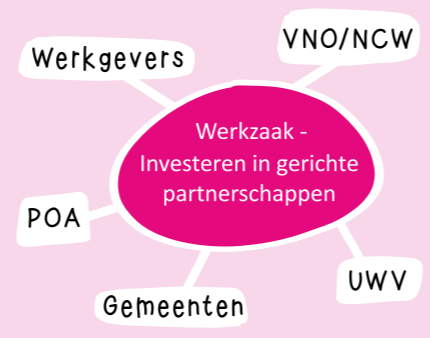 VNO/NCW
Werkgevers
Werkzaak -
Investeren in gerichte
partnerschappen
POA
UWV
Gemeenten